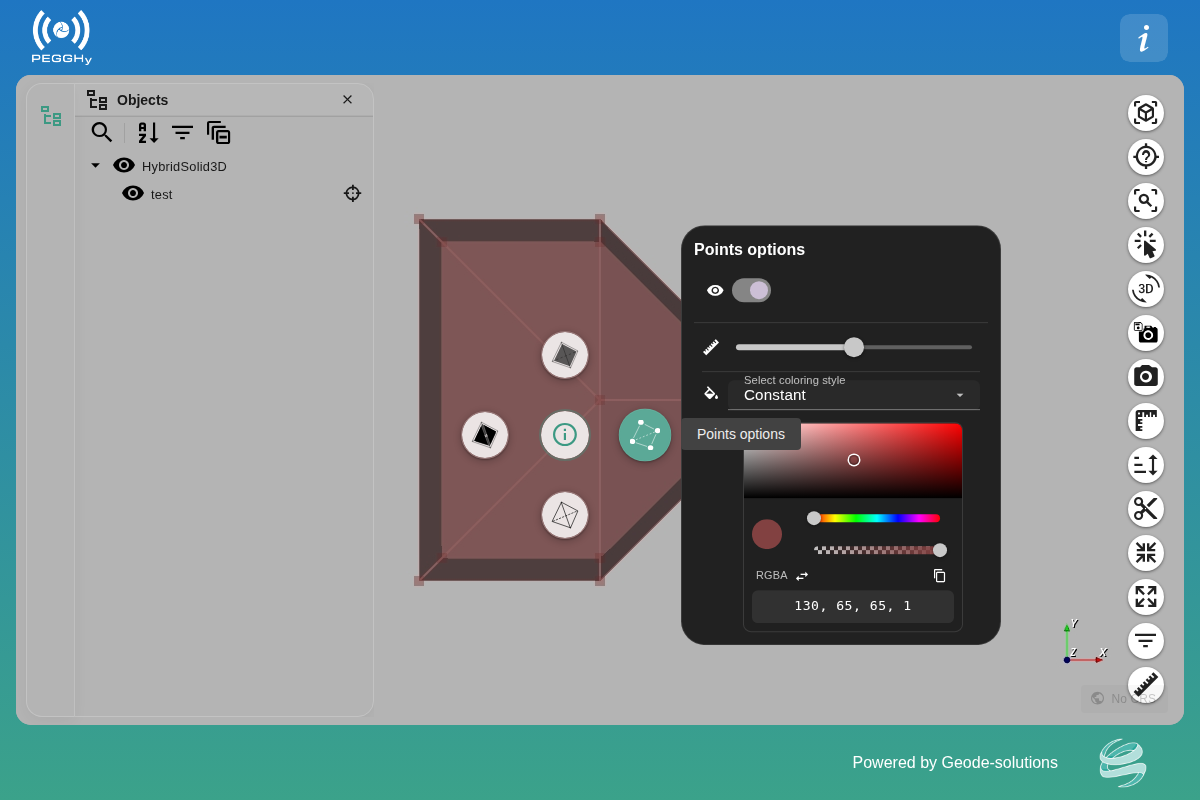 PEGGHy
i
Objects
A
Z
HybridSolid3D
test
Points options
Select coloring style
Constant
Points options
RGBA
130, 65, 65, 1
3D
Y
Z
X
No CRS
Powered by Geode-solutions